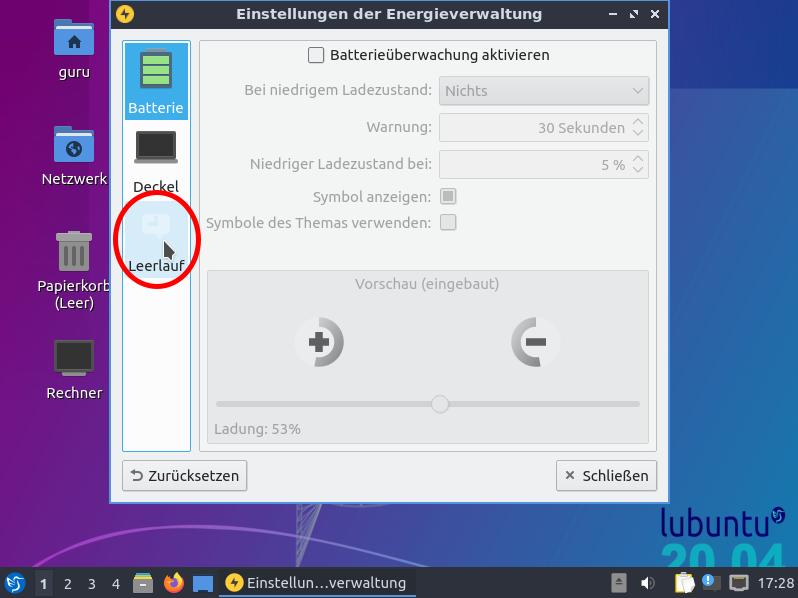 Einstellungen der Energieverwaltung
guru
Netzwerk
Papierkorb
(Leer)
Rechner
Batterie
Deckel
Leerlauf
Batterieüberwachung aktivieren
Bei niedrigem Ladezustand: Nichts
Warnung: 30 Sekunden
Niedriger Ladezustand bei: 5 %
Symbol anzeigen:
Symbole des Themas verwenden:
Vorschau (eingebaut)
Ladung: 53%
Zurücksetzen
Schließen
lubuntu
20.04
1 2 3 4
Einstellun…verwaltung
17:28